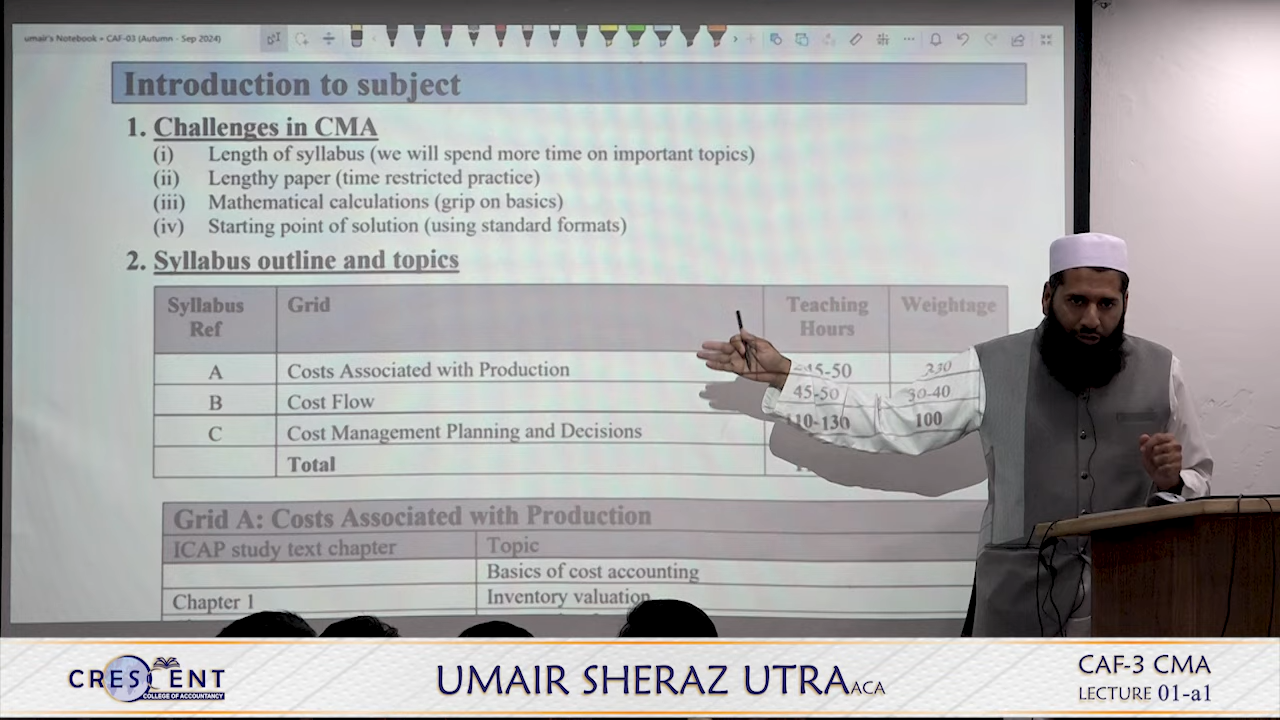 umair's Notebook » CAF-03 (Autumn - Sep 2024)
Introduction to subject
1. Challenges in CMA
(i) Length of syllabus (we will spend more time on important topics)
(ii) Lengthy paper (time restricted practice)
(iii) Mathematical calculations (grip on basics)
(iv) Starting point of solution (using standard formats)
2. Syllabus outline and topics
Syllabus Ref Grid Teaching Hours Weightage
A Costs Associated with Production 45-50
B Cost Flow 45-50 30-40
C Cost Management Planning and Decisions 110-130 100
Total
Grid A: Costs Associated with Production
ICAP study text chapter Topic
Basics of cost accounting
Chapter 1 Inventory valuation
CRESCENT
COLLEGE OF ACCOUNTANCY
UMAIR SHERAZ UTRA ACA
CAF-3 CMA
LECTURE 01-a1